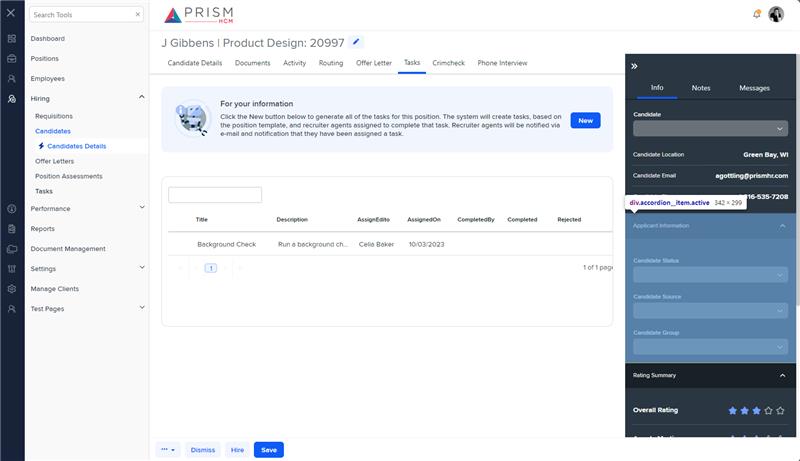 Search Tools
Dashboard
Positions
Employees
Hiring
Requisitions
Candidates
Candidates Details
Offer Letters
Position Assessments
Tasks
Performance
Reports
Document Management
Settings
Manage Clients
Test Pages
PRISM
HCM
J Gibbens | Product Design: 20997
Candidate Details Documents Activity Routing Offer Letter Tasks Crimcheck Phone Interview
For your information
Click the New button below to generate all of the tasks for this position. The system will create tasks, based on
the position template, and recruiter agents assigned to complete that task. Recruiter agents will be notified via
e-mail and notification that they have been assigned a task.
New
Title Description AssignEdito AssignedOn CompletedBy Completed Rejected
Background Check Run a background ch... Celia Baker 10/03/2023
1
1 of 1 page
Dismiss Hire Save
Info Notes Messages
Candidate
Candidate Location Green Bay, WI
Candidate Email agottling@prismhr.com
16-535-7208
div.accordion__item.active 342 × 299
Applicant Information
Candidate Status
Candidate Source
Candidate Group
Rating Summary
Overall Rating